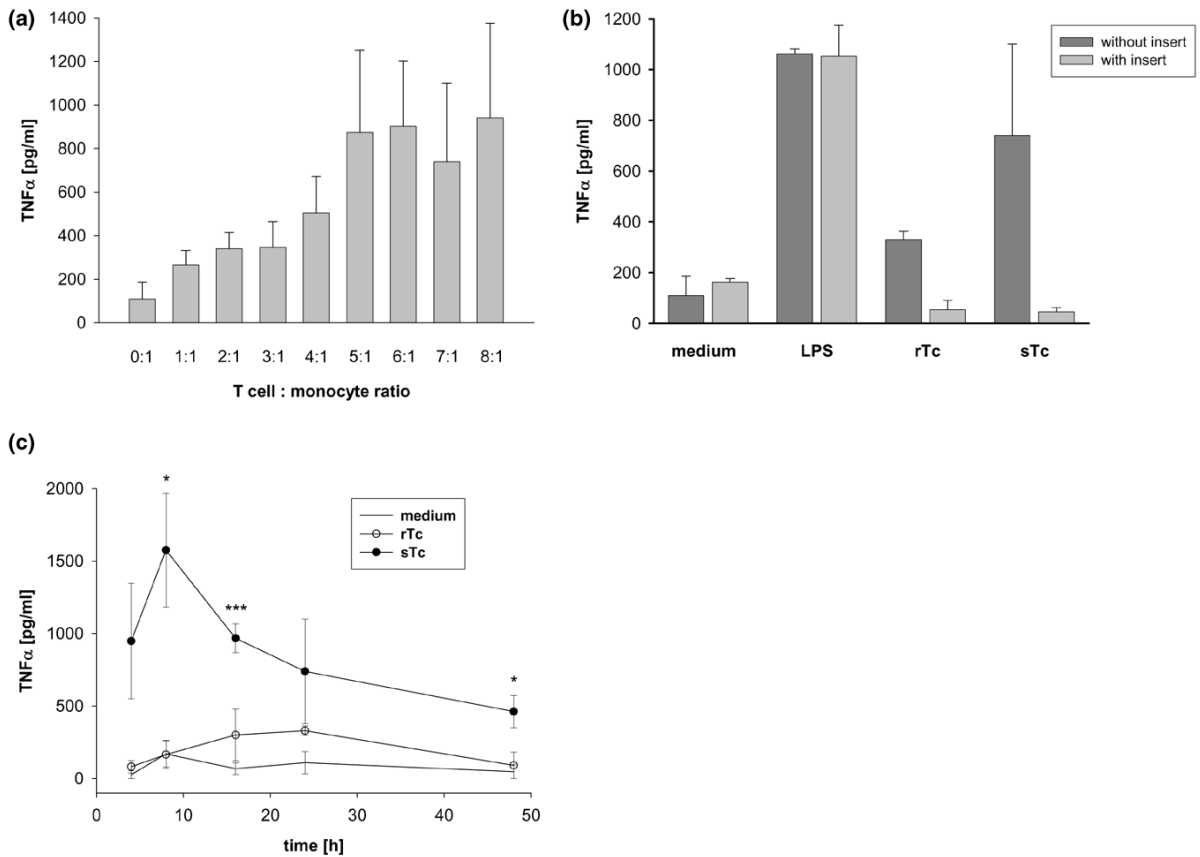 (a)
1400
1200
1000
800
600
400
200
0
TNFα [pg/ml]
0:1 1:1 2:1 3:1 4:1 5:1 6:1 7:1 8:1
T cell : monocyte ratio
(b)
1200
1000
800
600
400
200
0
TNFα [pg/ml]
without insert
with insert
medium LPS rTc sTc
(c)
2000
1500
1000
500
0
TNFα [pg/ml]
*
***
*
medium
rTc
sTc
0 10 20 30 40 50
time [h]